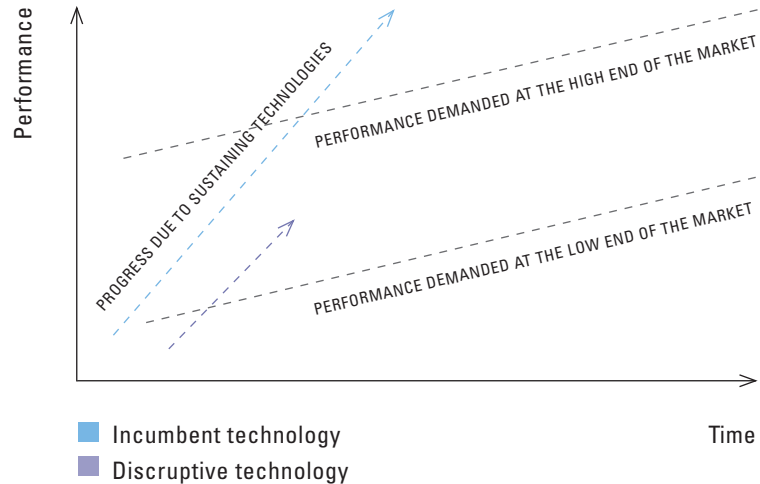 Performance
PROGRESS DUE TO SUSTAINING TECHNOLOGIES
PERFORMANCE DEMANDED AT THE HIGH END OF THE MARKET
PERFORMANCE DEMANDED AT THE LOW END OF THE MARKET
Time
Incumbent technology
Discruptive technology